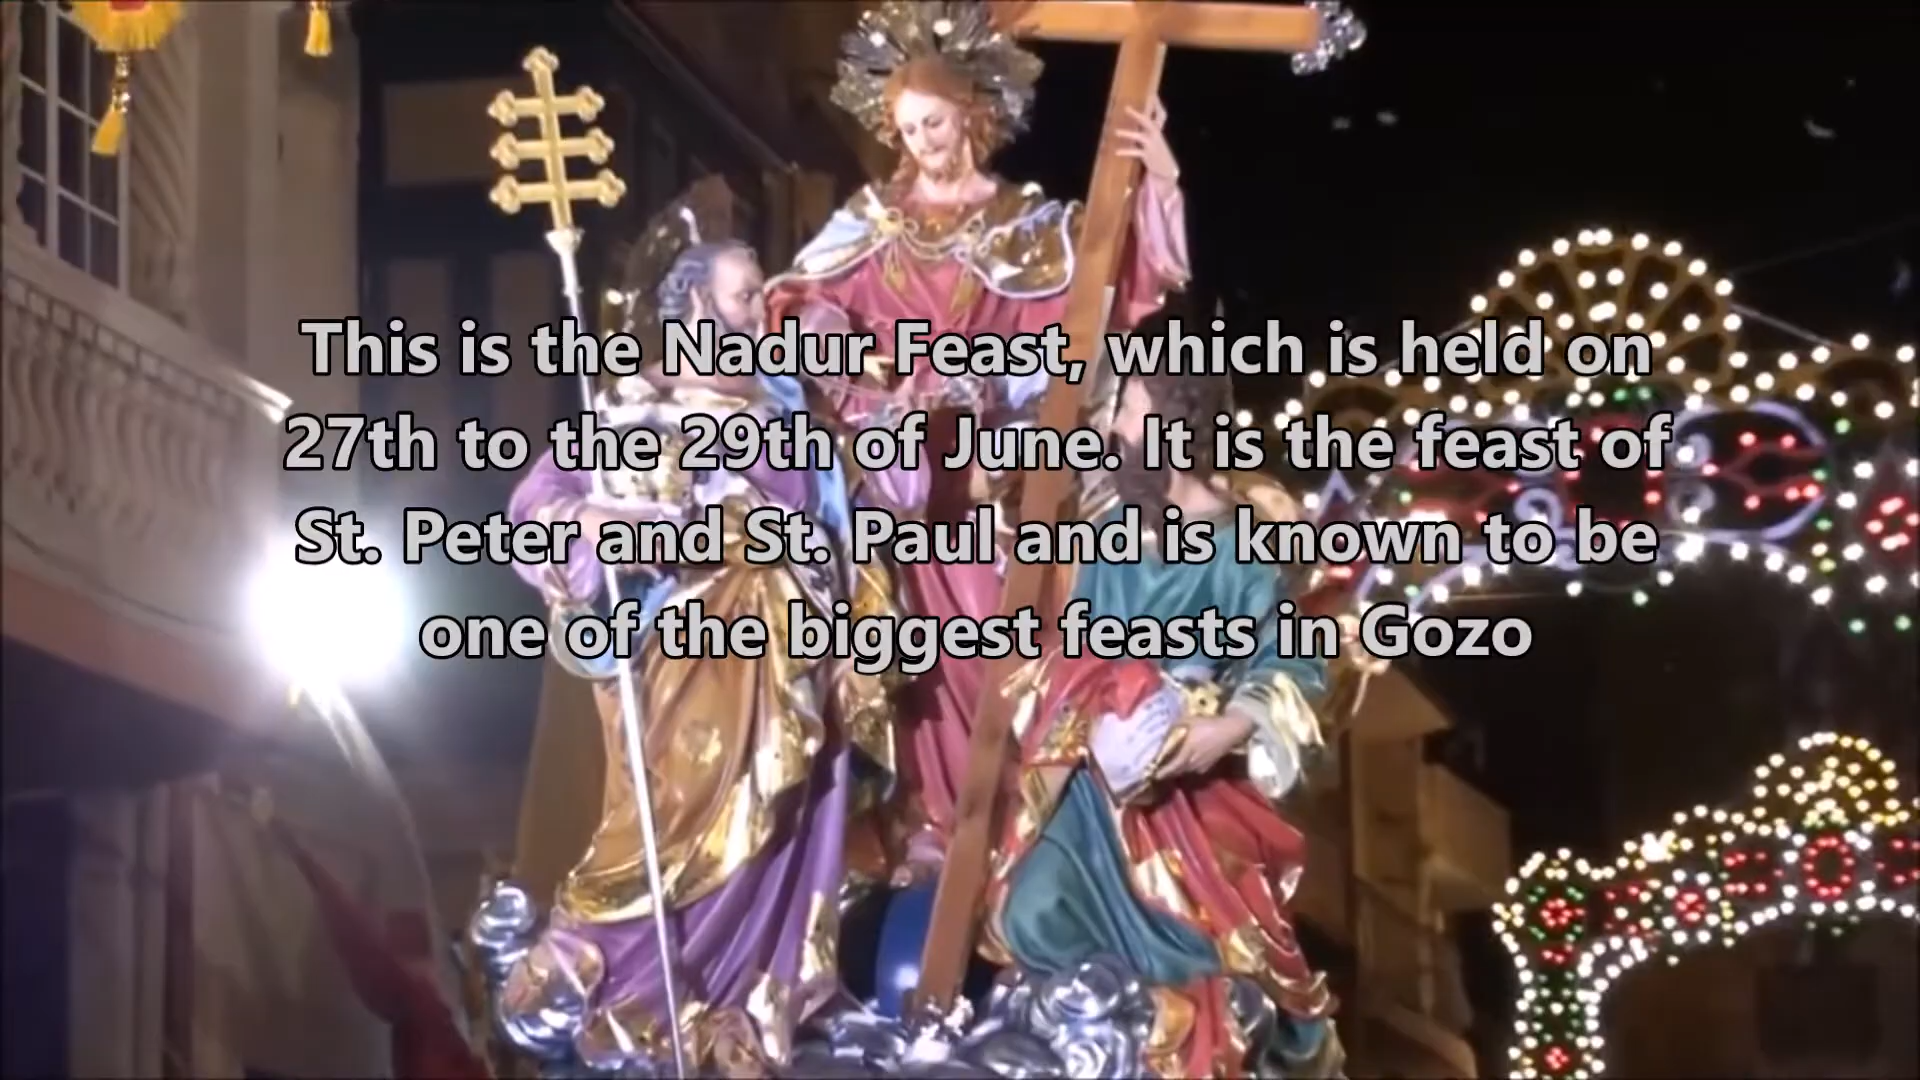 This is the Nadur Feast, which is held on
27th to the 29th of June. It is the feast of
St. Peter and St. Paul and is known to be
one of the biggest feasts in Gozo